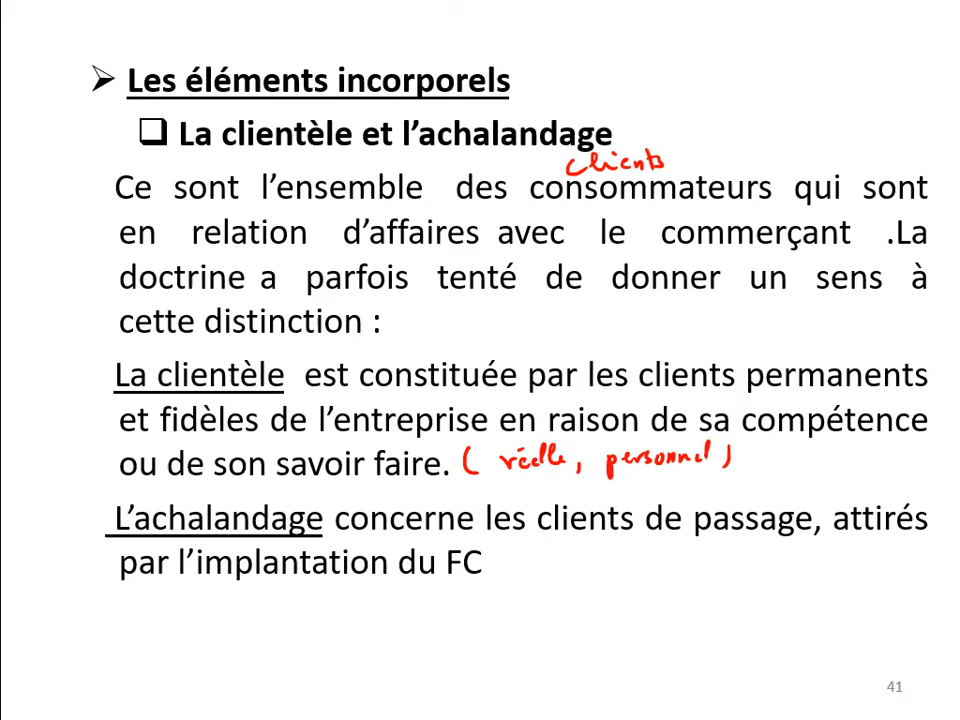 ➢ Les éléments incorporels
❑ La clientèle et l’achalandage
clients
Ce sont l’ensemble des consommateurs qui sont
en relation d’affaires avec le commerçant .La
doctrine a parfois tenté de donner un sens à
cette distinction :
La clientèle est constituée par les clients permanents
et fidèles de l’entreprise en raison de sa compétence
ou de son savoir faire. ( réelle, personnel )
L’achalandage concerne les clients de passage, attirés
par l’implantation du FC
41